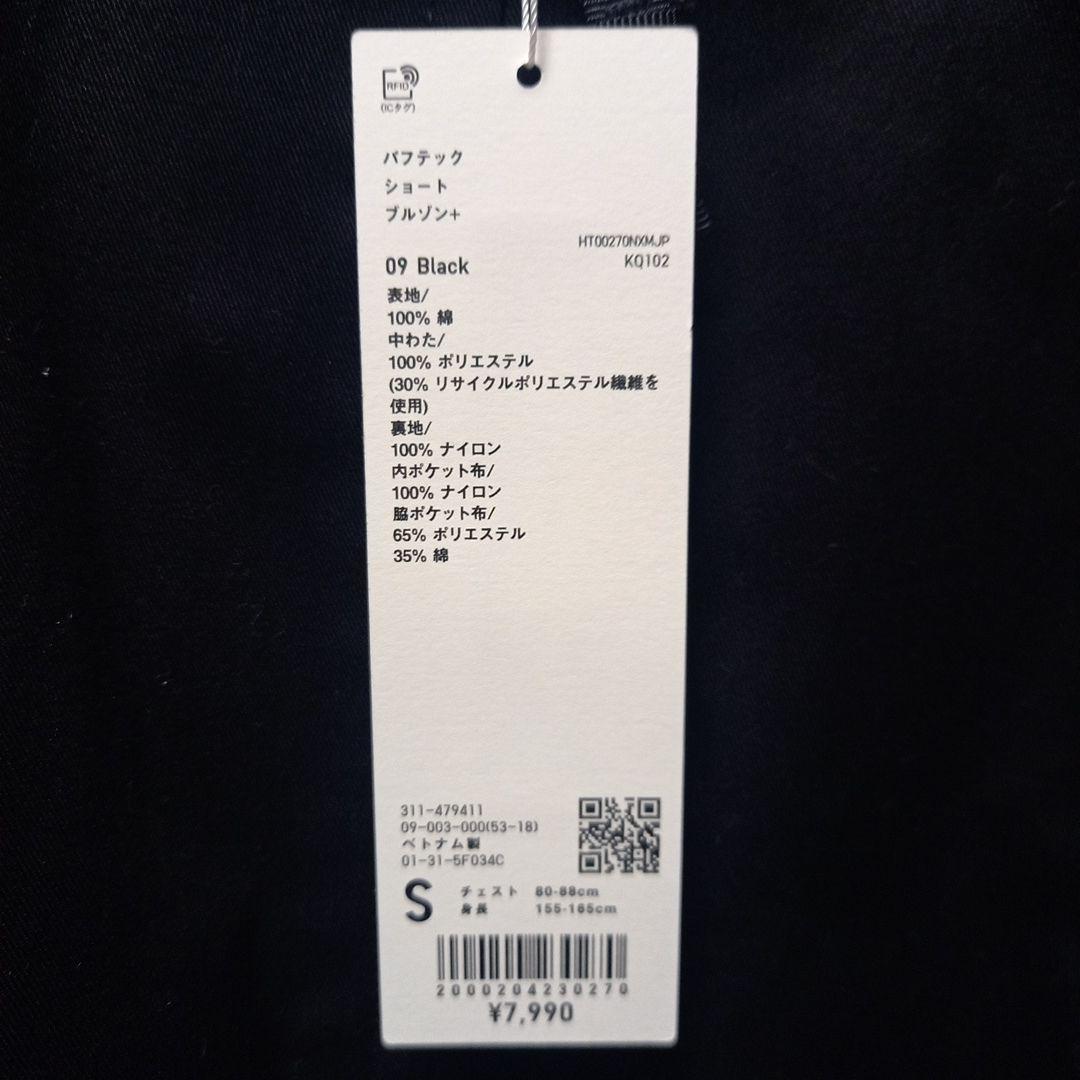 RFID
(ICタグ)
パフテック
ショート
ブルゾン+
HT00270NXMJP
KQ102
09 Black
表地/
100% 綿
中わた/
100% ポリエステル
(30% リサイクルポリエステル繊維を
使用)
裏地/
100% ナイロン
内ポケット布/
100% ナイロン
脇ポケット布/
65% ポリエステル
35% 綿
311-479411
09-003-000(53-18)
ベトナム製
01-31-5F034C
S チェスト 80-88cm
身長 155-165cm
2000204230270
¥7,990